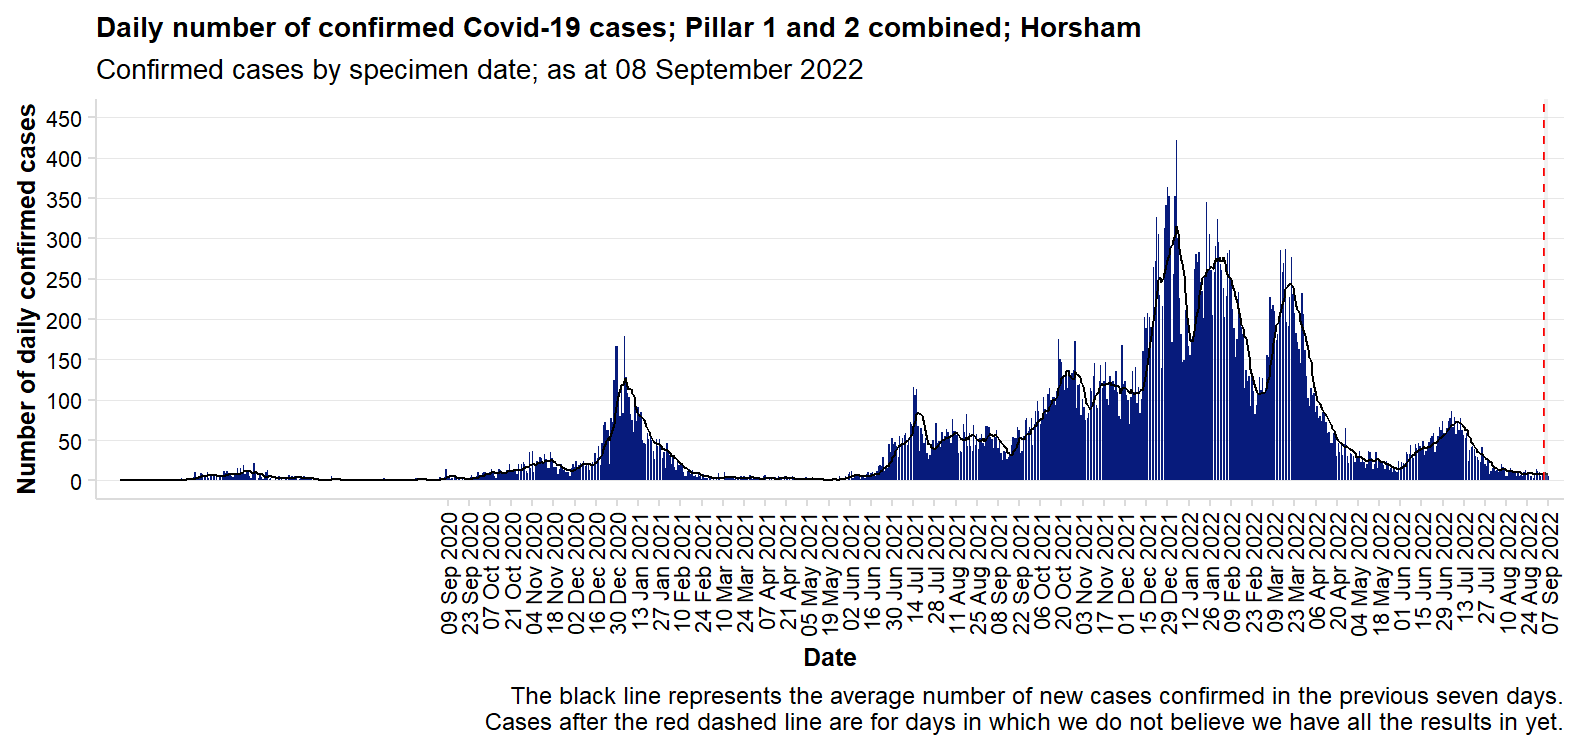 Daily number of confirmed Covid-19 cases; Pillar 1 and 2 combined; Horsham
Confirmed cases by specimen date; as at 08 September 2022
Number of daily confirmed cases
450
400
350
300
250
200
150
100
50
0
09 Sep 2020
23 Sep 2020
07 Oct 2020
21 Oct 2020
04 Nov 2020
18 Nov 2020
02 Dec 2020
16 Dec 2020
30 Dec 2020
13 Jan 2021
27 Jan 2021
10 Feb 2021
24 Feb 2021
10 Mar 2021
24 Mar 2021
07 Apr 2021
21 Apr 2021
05 May 2021
19 May 2021
02 Jun 2021
16 Jun 2021
30 Jun 2021
14 Jul 2021
28 Jul 2021
11 Aug 2021
25 Aug 2021
08 Sep 2021
22 Sep 2021
06 Oct 2021
20 Oct 2021
03 Nov 2021
17 Nov 2021
01 Dec 2021
15 Dec 2021
29 Dec 2021
12 Jan 2022
26 Jan 2022
09 Feb 2022
23 Feb 2022
09 Mar 2022
23 Mar 2022
06 Apr 2022
20 Apr 2022
04 May 2022
18 May 2022
01 Jun 2022
15 Jun 2022
29 Jun 2022
13 Jul 2022
27 Jul 2022
10 Aug 2022
24 Aug 2022
07 Sep 2022
Date
The black line represents the average number of new cases confirmed in the previous seven days.
Cases after the red dashed line are for days in which we do not believe we have all the results in yet.